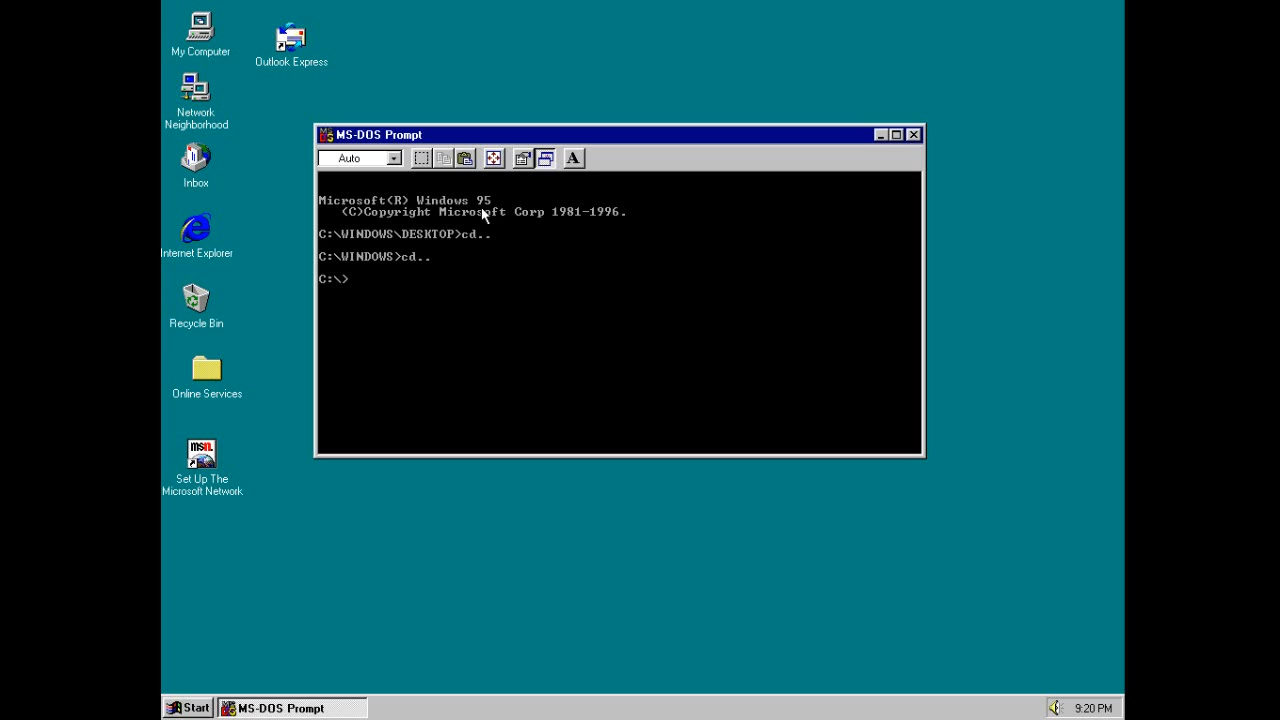 My Computer
Outlook Express
Network
Neighborhood
Inbox
Internet Explorer
Recycle Bin
Online Services
msn.
Set Up The
Microsoft Network
MS-DOS Prompt
Auto
A
Microsoft(R) Windows 95
(C)Copyright Microsoft Corp 1981-1996.
C:\WINDOWS\DESKTOP>cd..
C:\WINDOWS>cd..
C:\>
Start
MS-DOS Prompt
9:20 PM